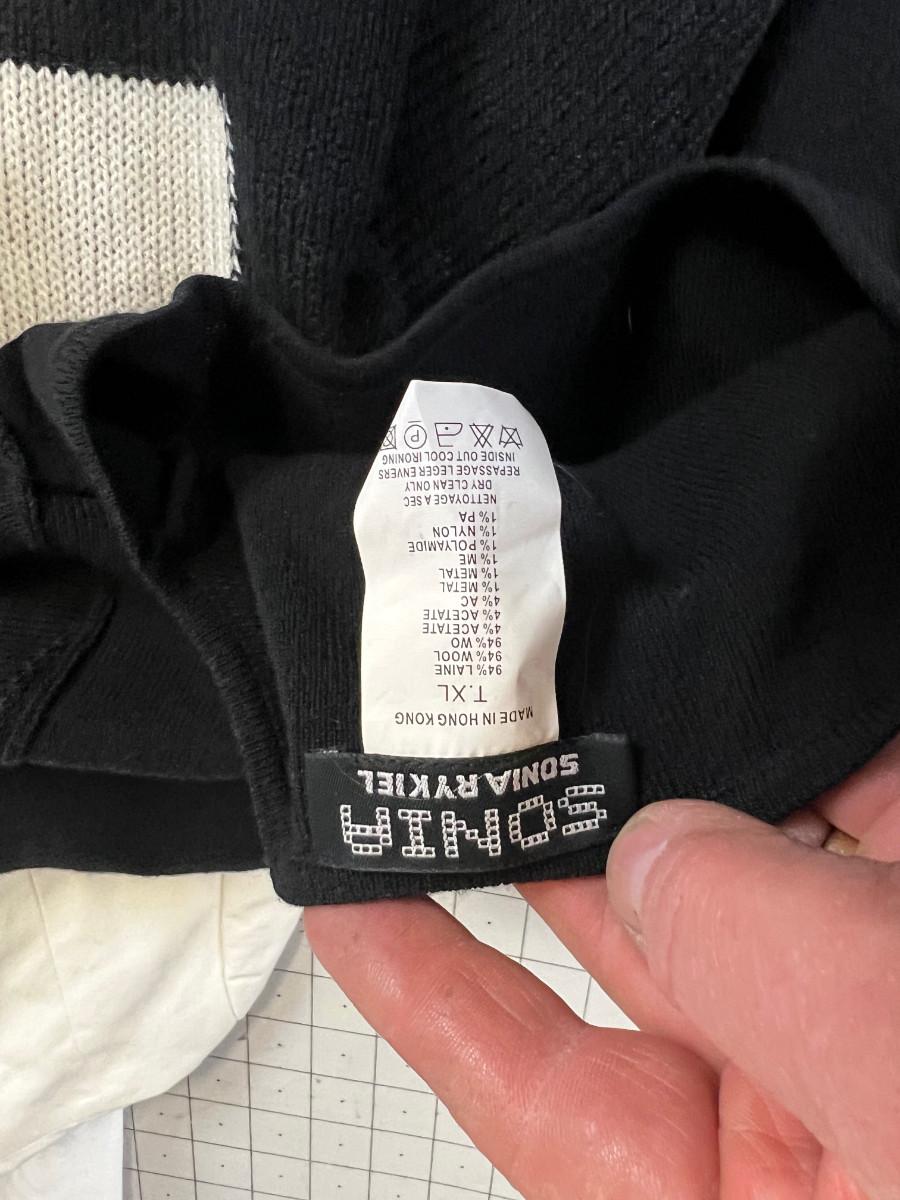 SONIA
SONIA RYKIEL
MADE IN HONG KONG
T.XL
94% LAINE
94% WOOL
94% WO
4% ACETATE
4% ACETATE
4% AC
1% METAL
1% METAL
1% ME
1% POLYAMIDE
1% NYLON
1% PA
NETTOYAGE A SEC
DRY CLEAN ONLY
REPASSAGE LEGER ENVERS
INSIDE OUT COOL IRONING
P